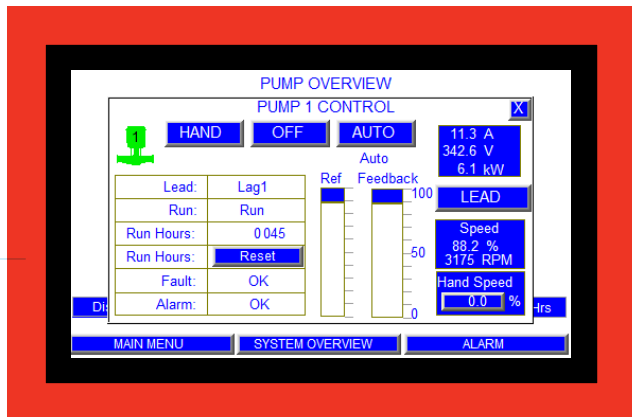 PUMP OVERVIEW
PUMP 1 CONTROL
X
1
HAND OFF AUTO
11.3 A
342.6 V
6.1 kW
Auto
Ref Feedback
100
50
0
LEAD
Lead: Lag1
Run: Run
Run Hours: 0045
Run Hours: Reset
Fault: OK
Alarm: OK
Speed
88.2 %
3175 RPM
Hand Speed
0.0 %
Hrs
MAIN MENU SYSTEM OVERVIEW ALARM